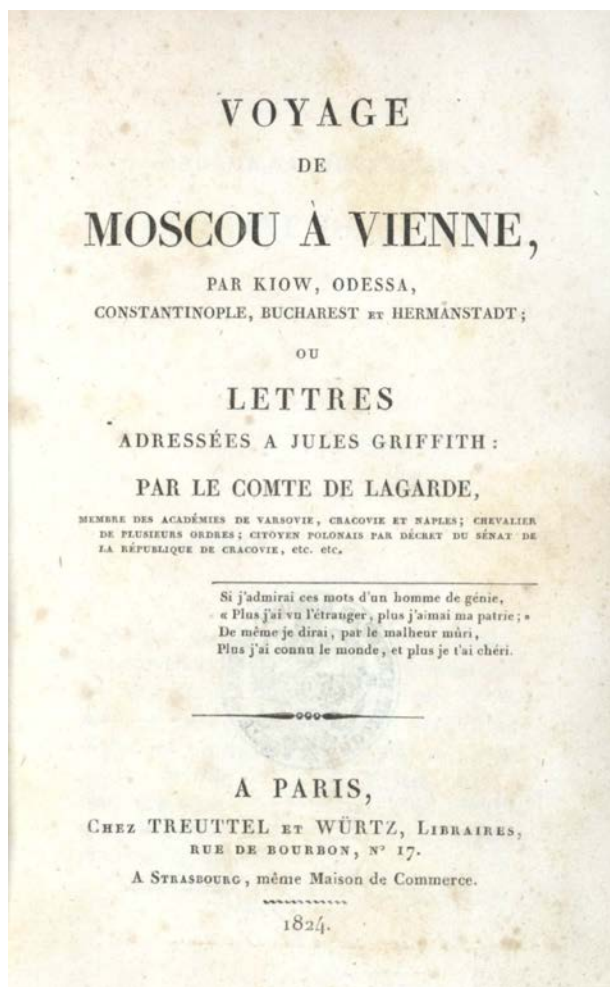 VOYAGE
DE
MOSCOU À VIENNE,
PAR KIOW, ODESSA,
CONSTANTINOPLE, BUCHAREST ET HERMANSTADT;
OU
LETTRES
ADRESSÉES A JULES GRIFFITH:
PAR LE COMTE DE LAGARDE,
MEMBRE DES ACADÉMIES DE VARSOVIE, CRACOVIE ET NAPLES; CHEVALIER
DE PLUSIEURS ORDRES; CITOYEN POLONAIS PAR DÉCRET DU SÉNAT DE
LA RÉPUBLIQUE DE CRACOVIE, etc. etc.
Si j'admirai ces mots d'un homme de génie,
« Plus j'ai vu l'étranger, plus j'aimai ma patrie; »
De même je dirai, par le malheur mûri,
Plus j'ai connu le monde, et plus je t'ai chéri.
A PARIS,
CHEZ TREUTTEL ET WÜRTZ, LIBRAIRES,
RUE DE BOURBON, Nº 17.
A STRASBOURG, même Maison de Commerce.
1824.